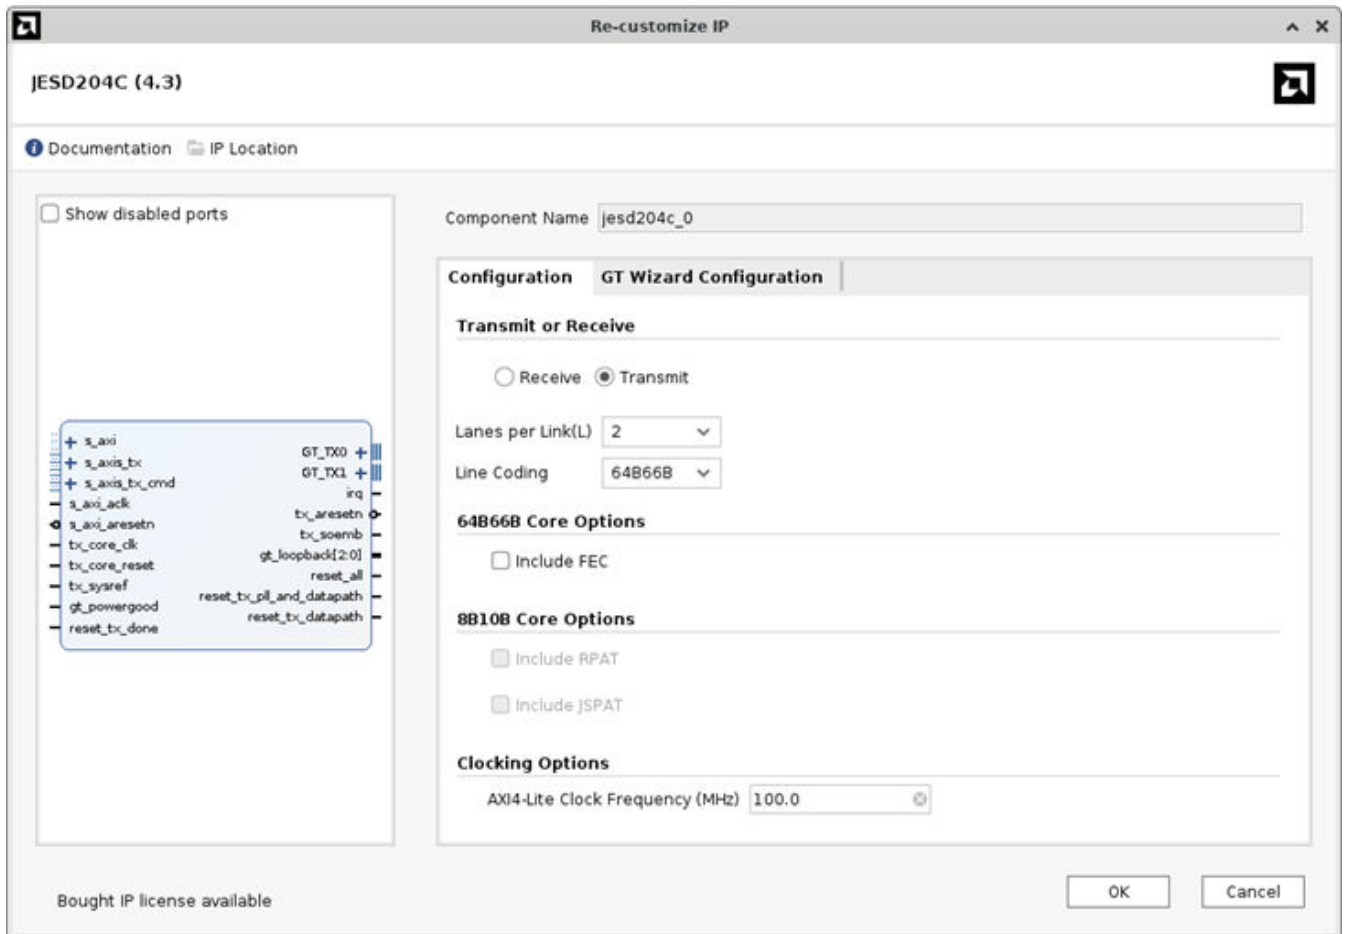 Re-customize IP
JESD204C (4.3)
Documentation IP Location
Show disabled ports
s_axi
s_axis_tx
s_axis_tx_cmd
s_axi_aclk
s_axi_aresetn
tx_core_clk
tx_core_reset
tx_sysref
gt_powergood
reset_tx_done
GT_TX0
GT_TX1
irq
tx_aresetn
tx_soemb
gt_loopback[2:0]
reset_all
reset_tx_pll_and_datapath
reset_tx_datapath
Component Name jesd204c_0
Configuration GT Wizard Configuration
Transmit or Receive
Receive Transmit
Lanes per Link(L) 2
Line Coding 64B66B
64B66B Core Options
Include FEC
8B10B Core Options
Include RPAT
Include JSPAT
Clocking Options
AXI4-Lite Clock Frequency (MHz) 100.0
Bought IP license available
OK Cancel